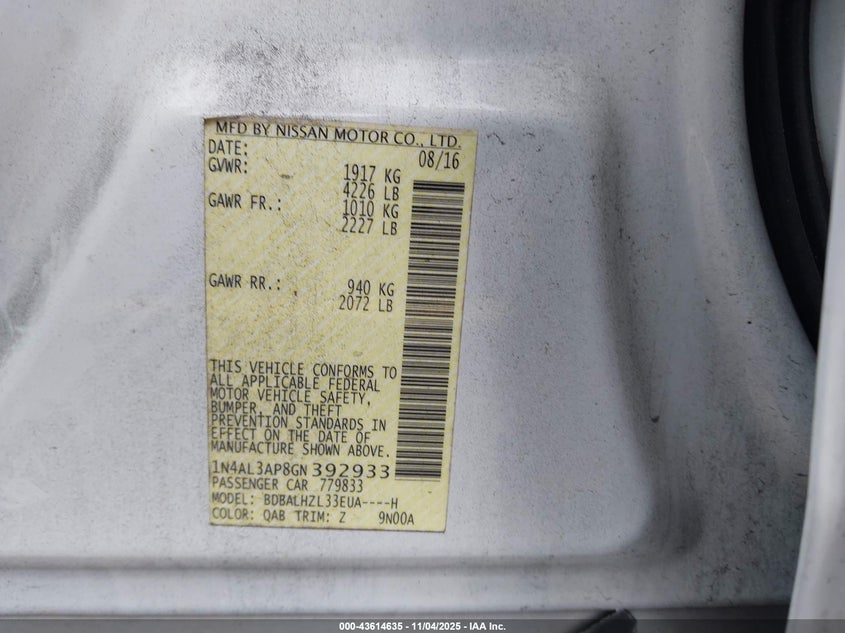 MFD BY NISSAN MOTOR CO., LTD.
DATE: 08/16
GVWR: 1917 KG
4226 LB
GAWR FR.: 1010 KG
2227 LB
GAWR RR.: 940 KG
2072 LB
THIS VEHICLE CONFORMS TO
ALL APPLICABLE FEDERAL
MOTOR VEHICLE SAFETY,
BUMPER, AND THEFT
PREVENTION STANDARDS IN
EFFECT ON THE DATE OF
MANUFACTURE SHOWN ABOVE.
1N4AL3AP8GN392933
PASSENGER CAR 779833
MODEL: BDBALHZL33EUA----H
COLOR: QAB TRIM: Z 9N00A
000-43614635 - 11/04/2025 - IAA Inc.